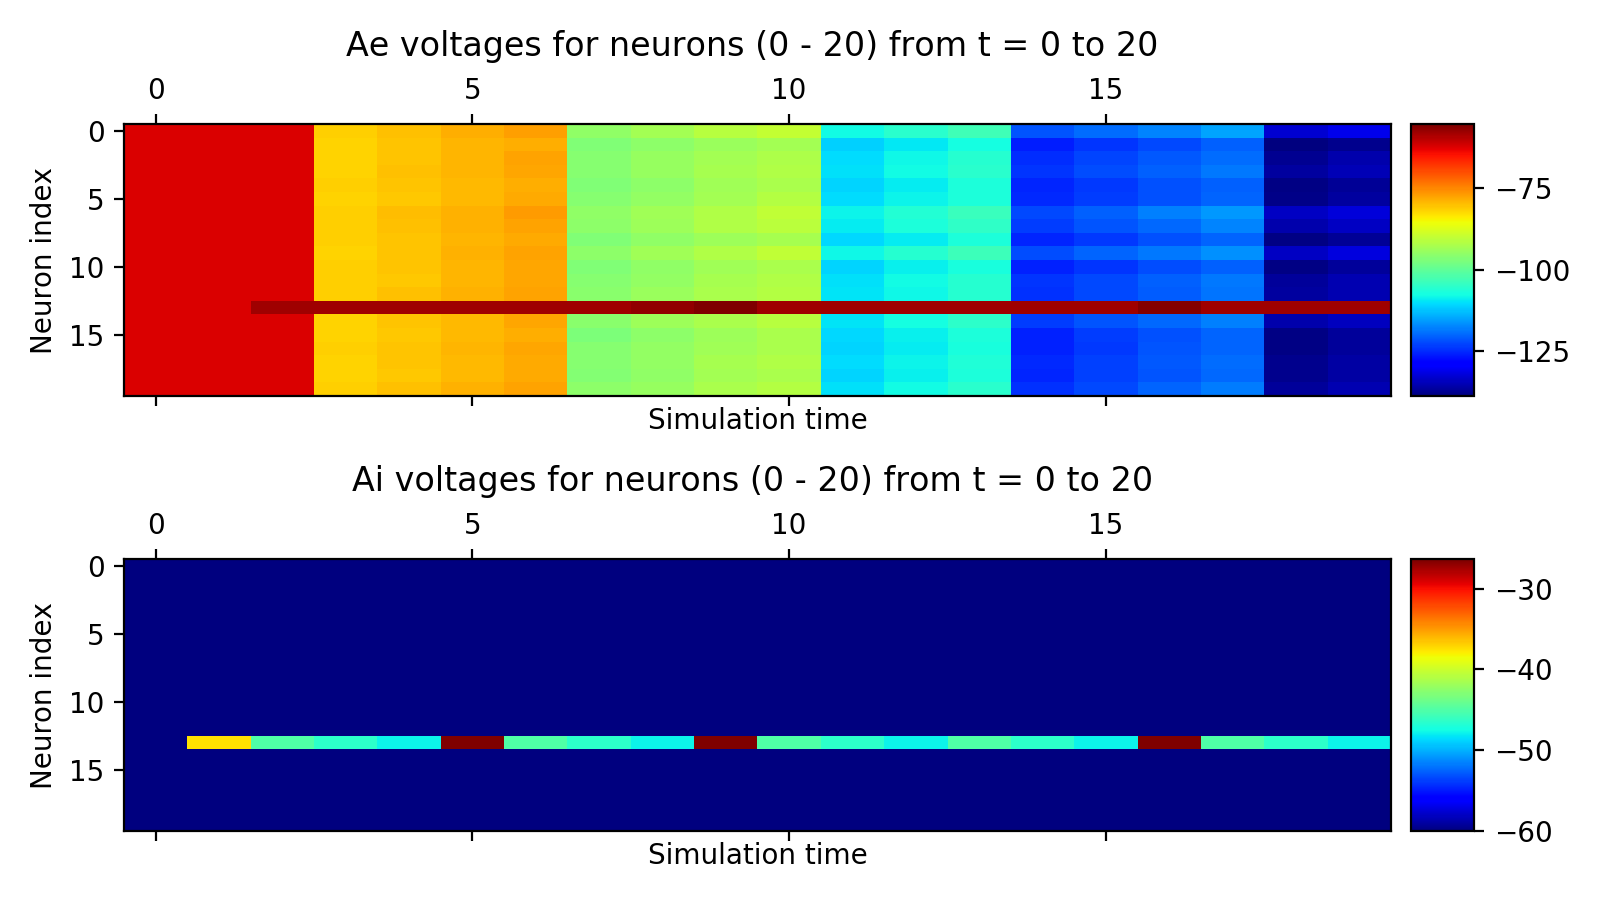 Ae voltages for neurons (0 - 20) from t = 0 to 20
0 5 10 15
Neuron index
0
5
10
15
−75
−100
−125
Simulation time
Ai voltages for neurons (0 - 20) from t = 0 to 20
0 5 10 15
Neuron index
0
5
10
15
−30
−40
−50
−60
Simulation time